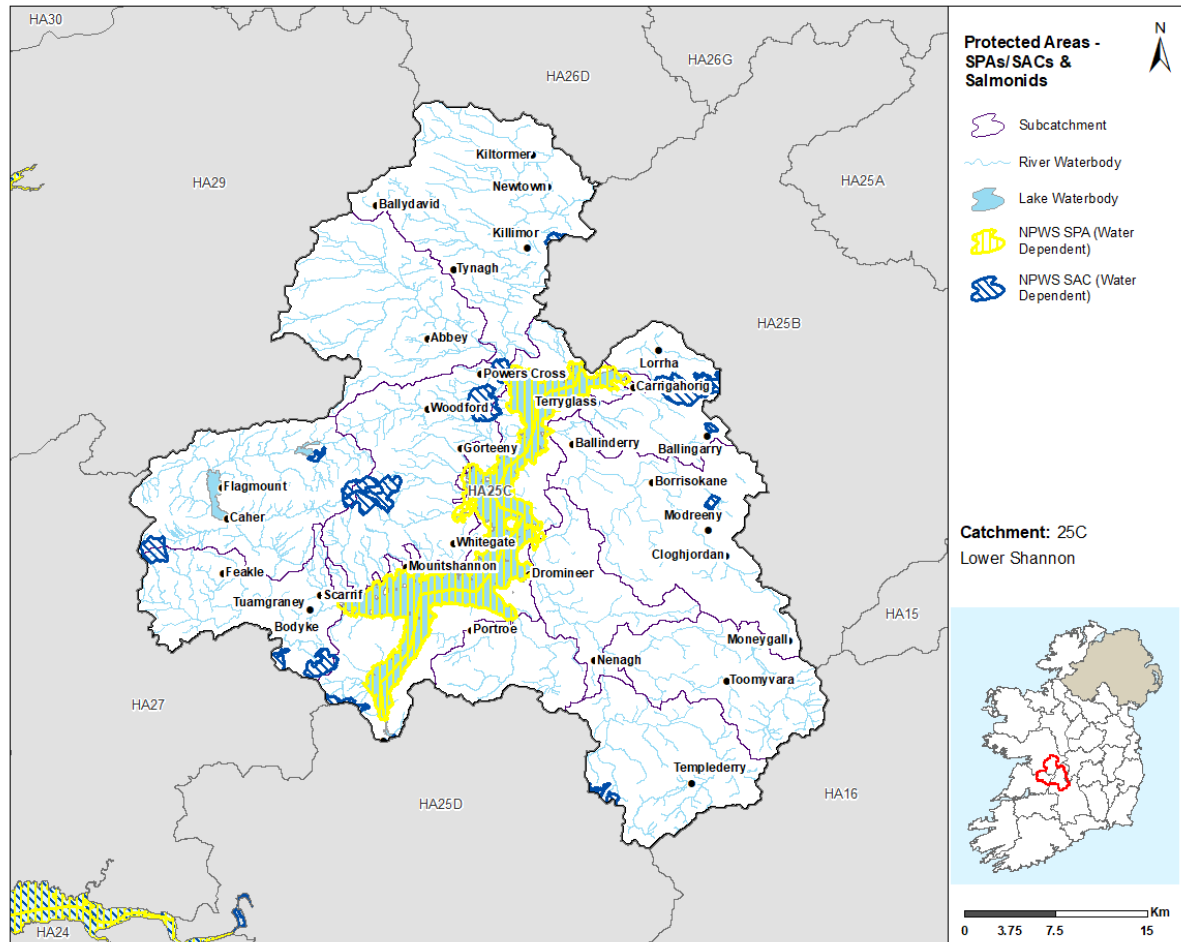 HA30
HA26G
HA26D
HA29
HA25A
Kiltormer
Newtown
Ballydavid
Killimor
Tynagh
HA25B
Abbey
Lorrha
Powers Cross
Carrigahorig
Terryglass
Woodford
Ballinderry
Ballingarry
Gorteeny
Flagmount
HA25C
Borrisokane
Modreeny
Caher
Whitegate
Cloghjordan
Mountshannon
Feakle
Dromineer
Scarrif
Tuamgraney
HA15
Bodyke
Portroe
Moneygall
Nenagh
Toomyvara
HA27
Templederry
HA25D
HA16
HA24
N
Protected Areas -
SPAs/SACs &
Salmonids
Subcatchment
River Waterbody
Lake Waterbody
NPWS SPA (Water
Dependent)
NPWS SAC (Water
Dependent)
Catchment: 25C
Lower Shannon
Km
0 3.75 7.5 15